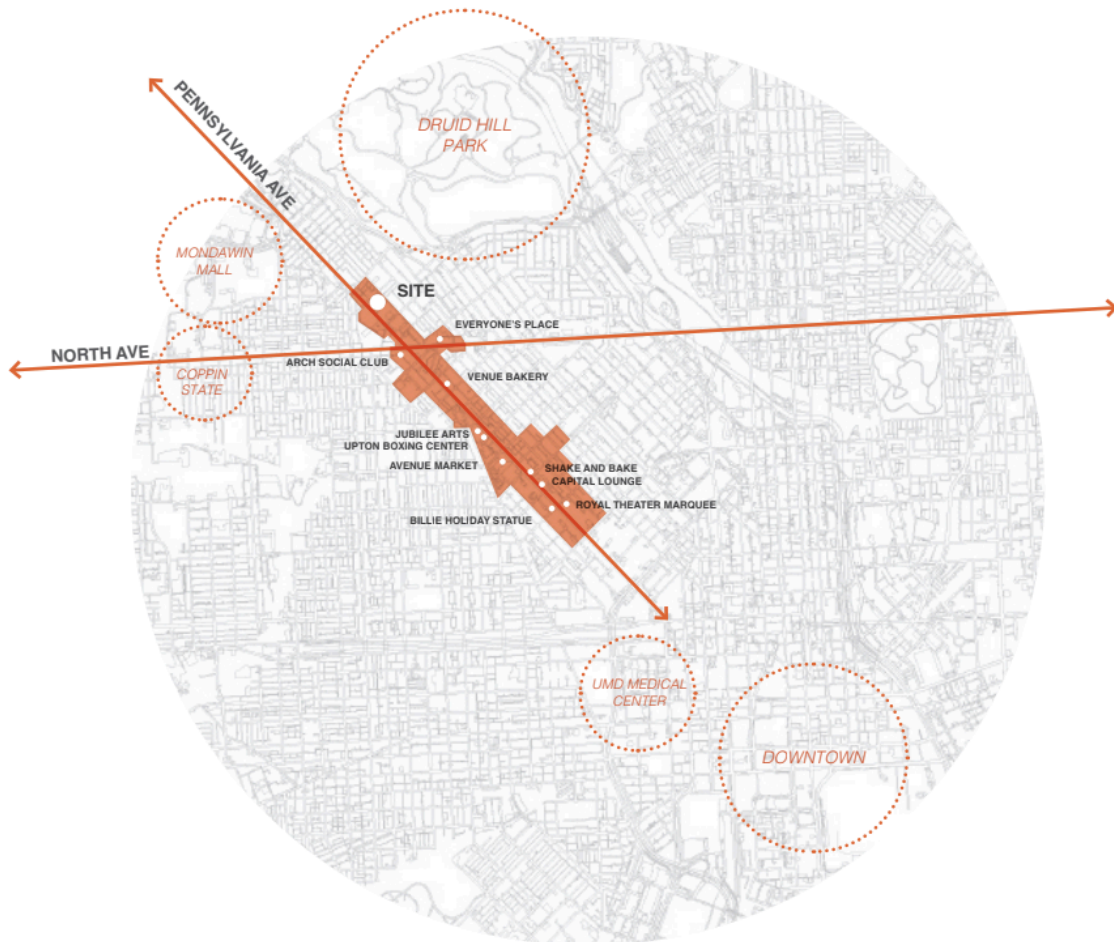 DRUID HILL
PARK
PENNSYLVANIA AVE
MONDAWIN
MALL
SITE
EVERYONE'S PLACE
NORTH AVE
ARCH SOCIAL CLUB
COPPIN
STATE
VENUE BAKERY
JUBILEE ARTS
UPTON BOXING CENTER
AVENUE MARKET
SHAKE AND BAKE
CAPITAL LOUNGE
ROYAL THEATER MARQUEE
BILLIE HOLIDAY STATUE
UMD MEDICAL
CENTER
DOWNTOWN